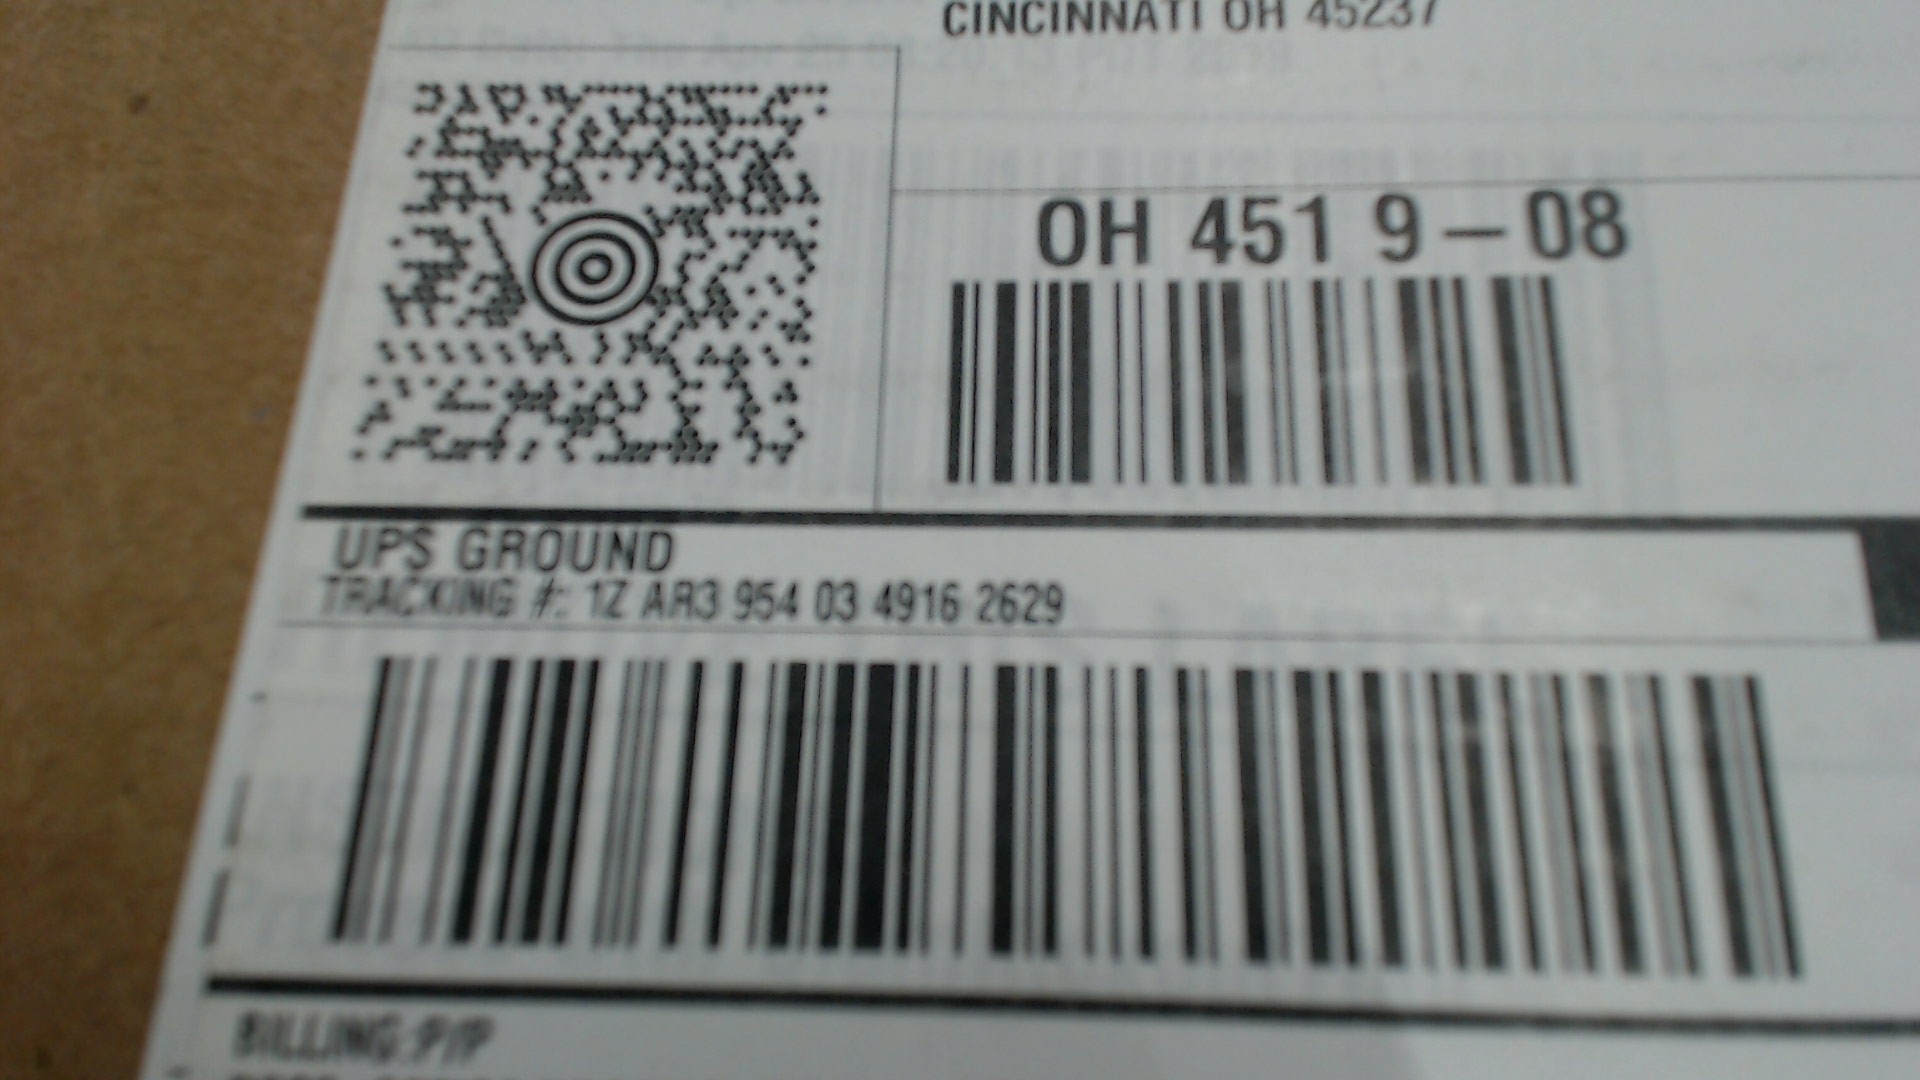 CINCINNATI OH 45237
OH 451 9-08
UPS GROUND
TRACKING #: 1Z AR3 954 03 4916 2629
BILLING: P/P